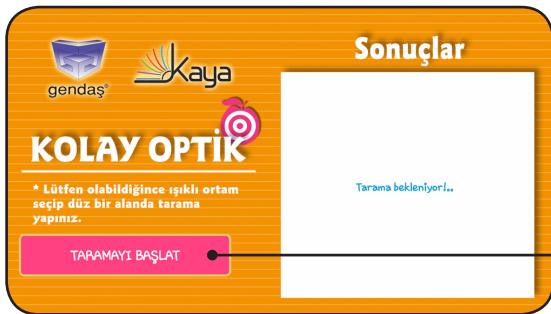 gendaş®
Kaya
KOLAY OPTİK
* Lütfen olabildiğince ışıklı ortam
seçip düz bir alanda tarama
yapınız.
TARAMAYI BAŞLAT
Sonuçlar
Tarama bekleniyor!..